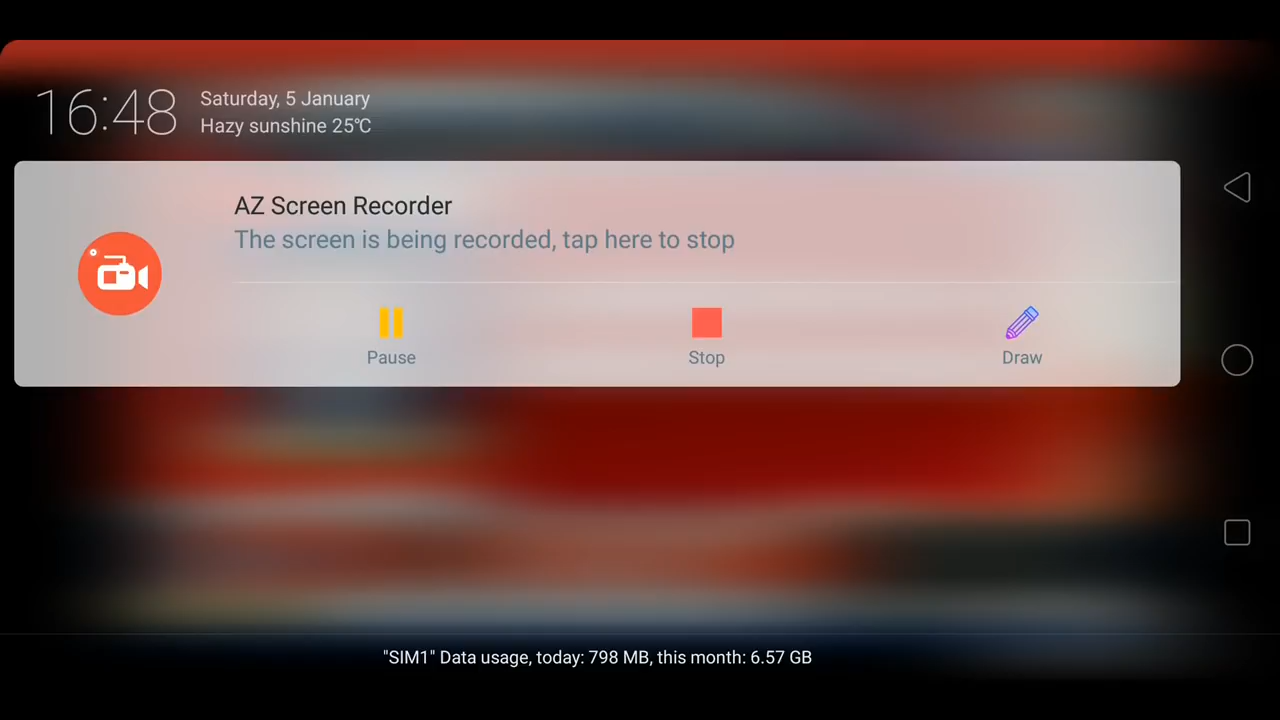 16:48
Saturday, 5 January
Hazy sunshine 25℃
AZ Screen Recorder
The screen is being recorded, tap here to stop
Pause
Stop
Draw
"SIM1" Data usage, today: 798 MB, this month: 6.57 GB